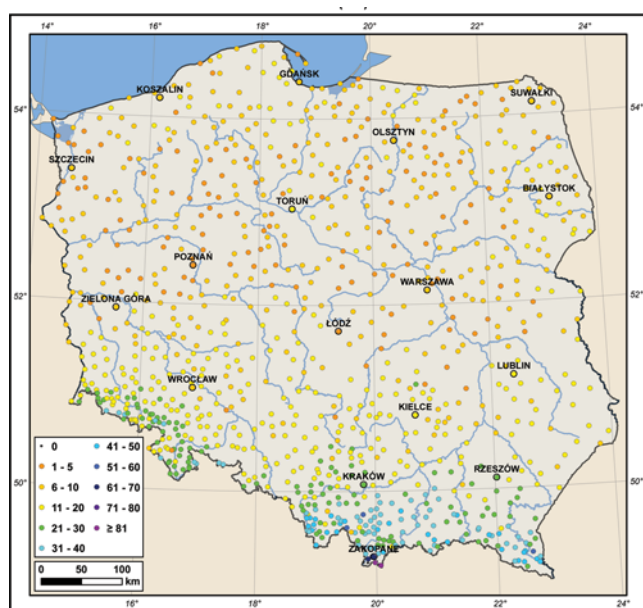 14° 16° 18° 20° 22° 24°
GDAŃSK
KOSZALIN
SUWAŁKI
54° 54°
OLSZTYN
SZCZECIN
BIAŁYSTOK
TORUŃ
POZNAŃ
WARSZAWA
52° ZIELONA GÓRA 52°
ŁÓDŹ
LUBLIN
WROCŁAW
KIELCE
0 41 - 50
1 - 5 51 - 60
RZESZÓW
6 - 10 61 - 70
50° KRAKÓW 50°
11 - 20 71 - 80
21 - 30 ≥ 81
31 - 40
ZAKOPANE
0 50 100
km
14° 16° 18° 20° 22° 24°